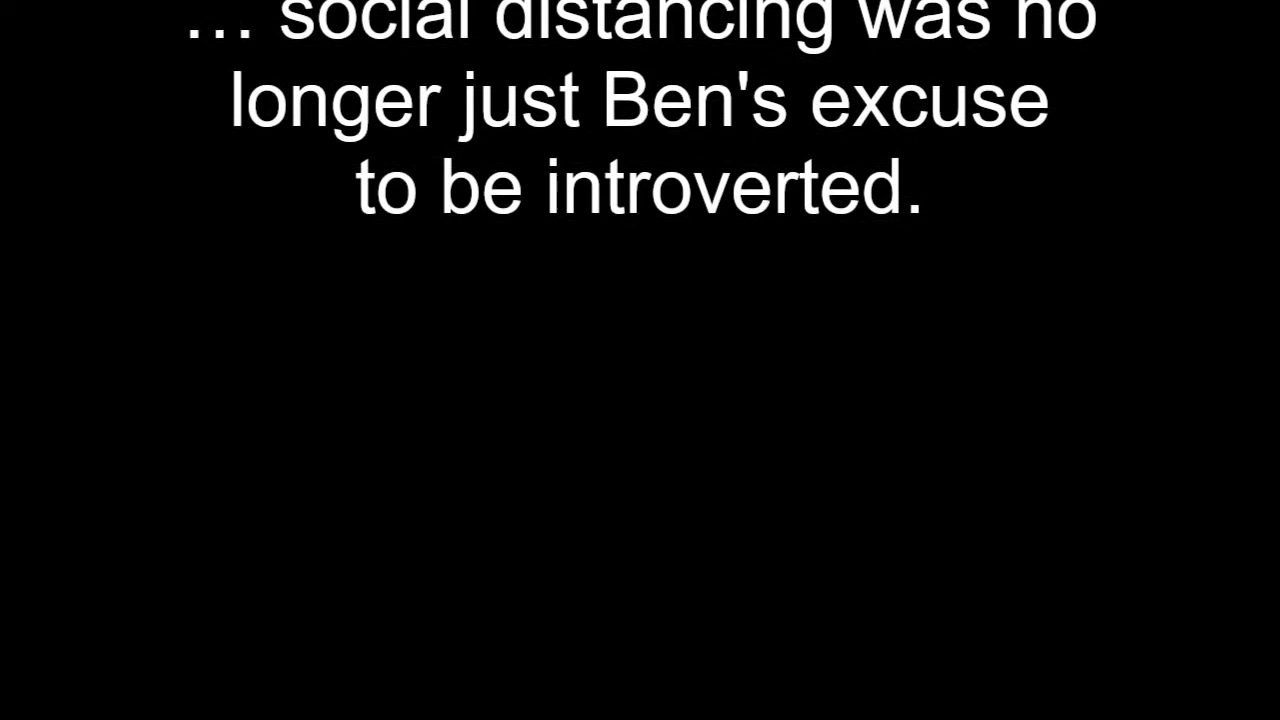 … social distancing was no
longer just Ben's excuse
to be introverted.